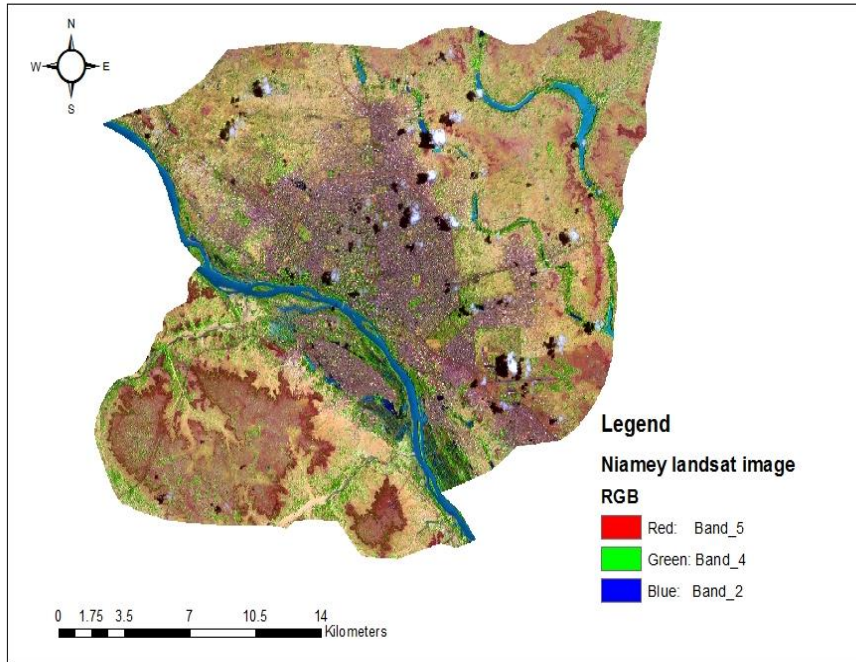 N
W E
S
Legend
Niamey landsat image
RGB
Red: Band_5
Green: Band_4
Blue: Band_2
0 1.75 3.5 7 10.5 14
Kilometers